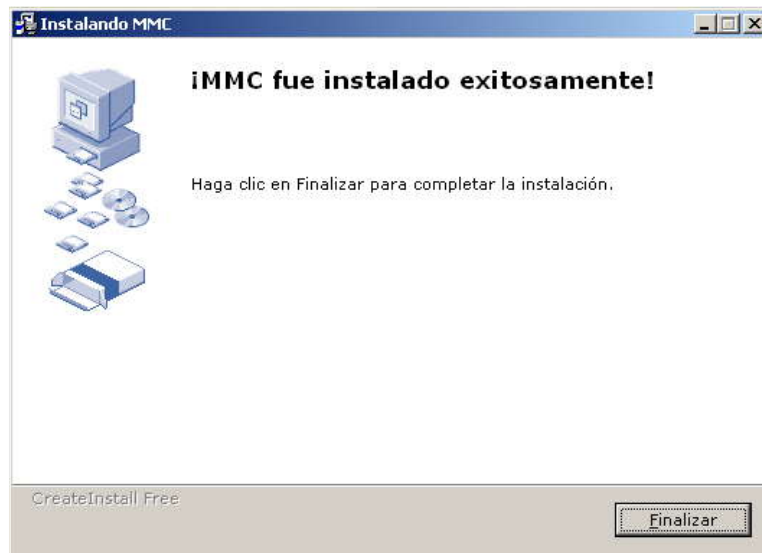 Instalando MMC
¡MMC fue instalado exitosamente!
Haga clic en Finalizar para completar la instalación.
CreateInstall Free
Finalizar